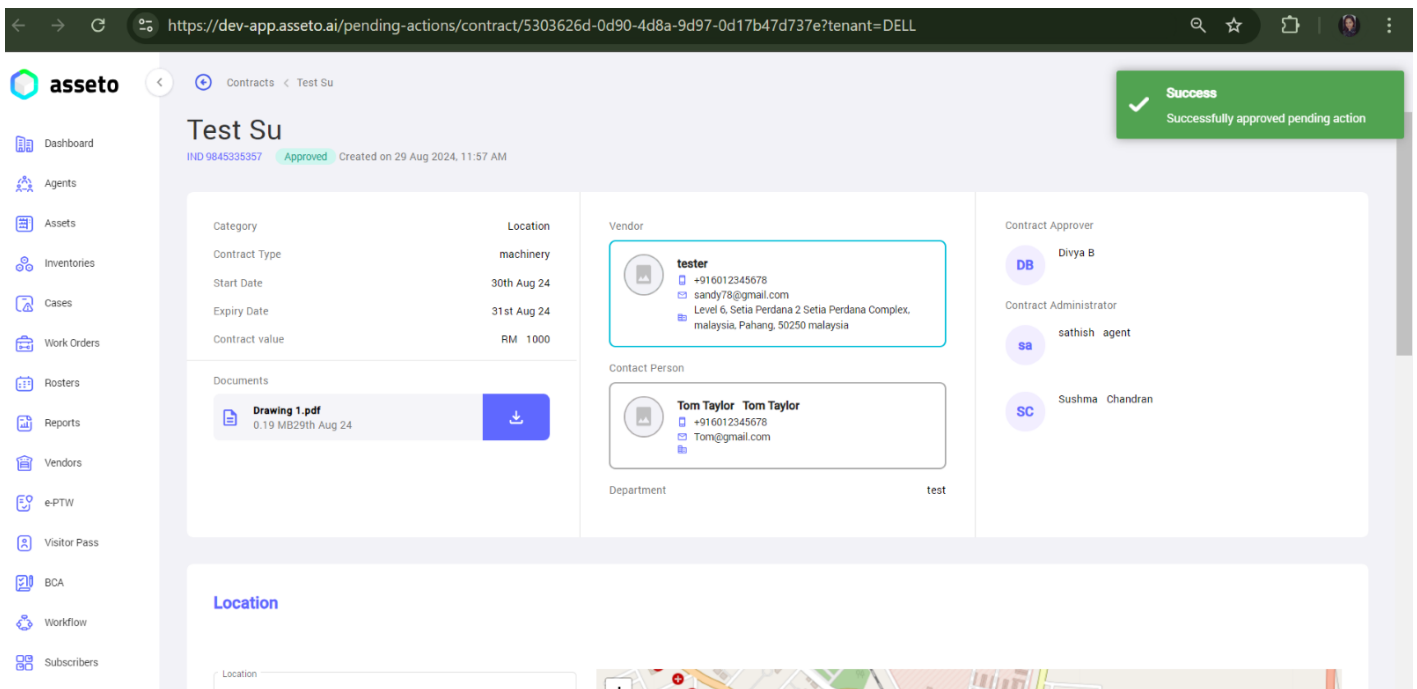 https://dev-app.asseto.ai/pending-actions/contract/5303626d-0d90-4d8a-9d97-0d17b47d737e?tenant=DELL
asseto
Dashboard
Agents
Assets
Inventories
Cases
Work Orders
Rosters
Reports
Vendors
e-PTW
Visitor Pass
BCA
Workflow
Subscribers
Contracts < Test Su
Success
Successfully approved pending action
Test Su
IND 9845335357 Approved Created on 29 Aug 2024, 11:57 AM
Category Location
Contract Type machinery
Start Date 30th Aug 24
Expiry Date 31st Aug 24
Contract value RM 1000
Documents
Drawing 1.pdf
0.19 MB29th Aug 24
Vendor
tester
+916012345678
sandy78@gmail.com
Level 6, Setia Perdana 2 Setia Perdana Complex,
malaysia, Pahang, 50250 malaysia
Contact Person
Tom Taylor Tom Taylor
+916012345678
Tom@gmail.com
Department test
Contract Approver
DB Divya B
Contract Administrator
sa sathish agent
SC Sushma Chandran
Location
Location